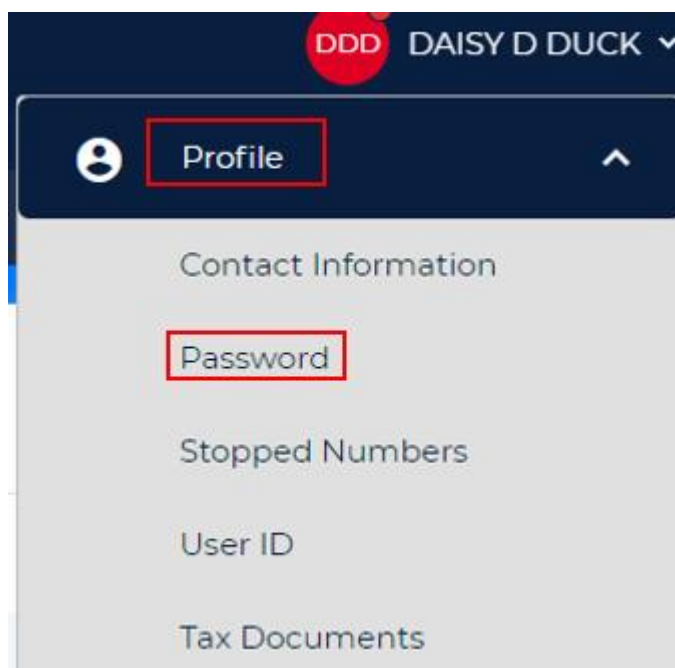 DDD DAISY D DUCK
Profile
Contact Information
Password
Stopped Numbers
User ID
Tax Documents